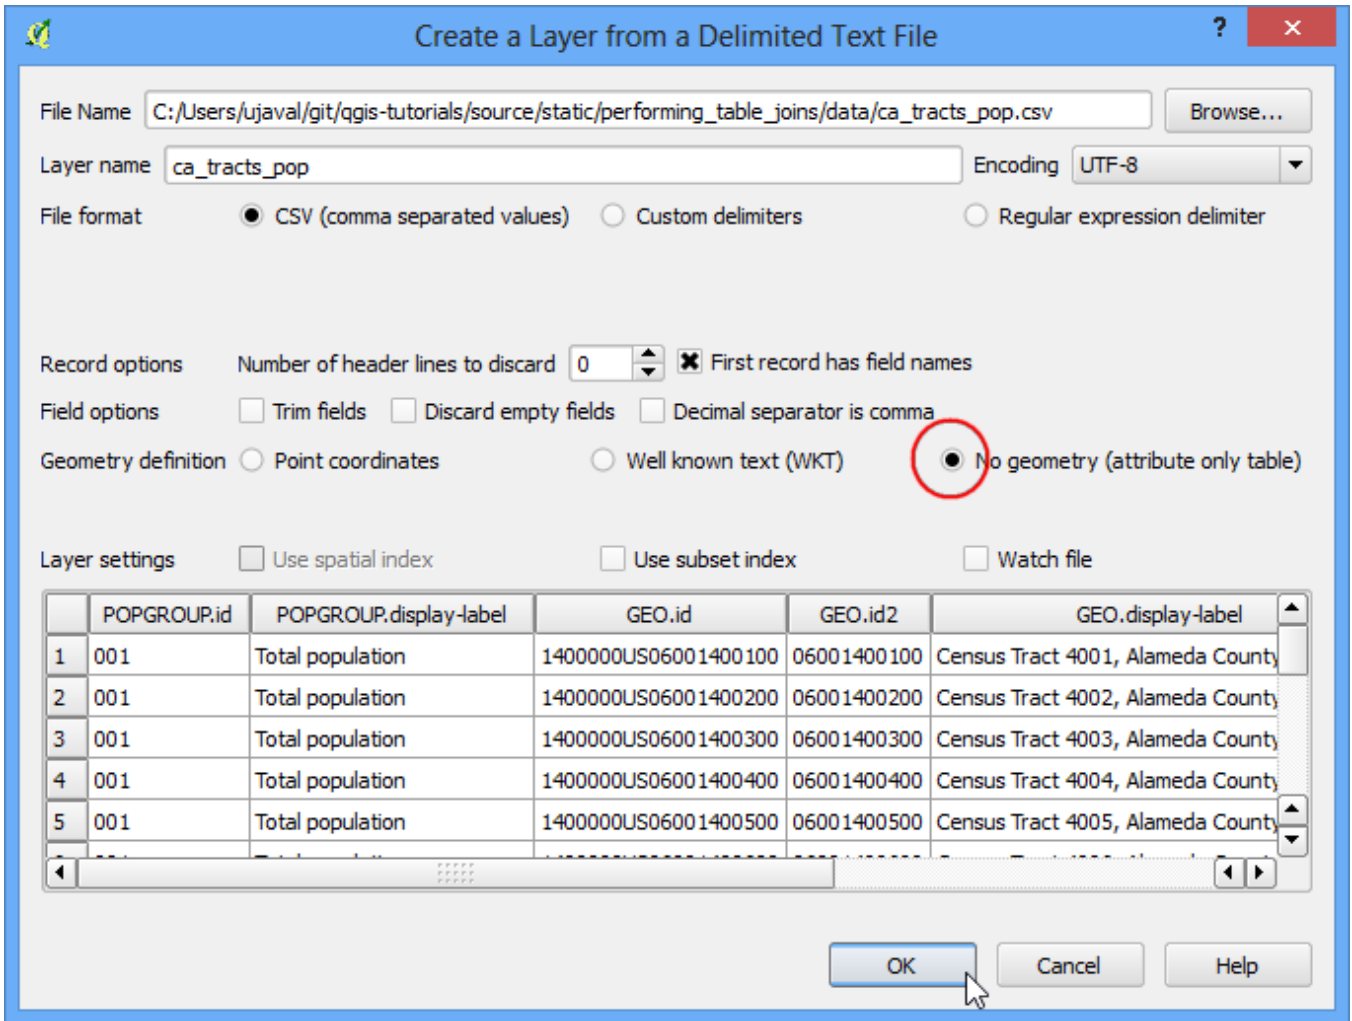 Create a Layer from a Delimited Text File ?
File Name C:/Users/ujaval/git/qgis-tutorials/source/static/performing_table_joins/data/ca_tracts_pop.csv Browse...
Layer name ca_tracts_pop Encoding UTF-8
File format CSV (comma separated values) Custom delimiters Regular expression delimiter
Record options Number of header lines to discard 0 First record has field names
Field options Trim fields Discard empty fields Decimal separator is comma
Geometry definition Point coordinates Well known text (WKT) No geometry (attribute only table)
Layer settings Use spatial index Use subset index Watch file
POPGROUP.id POPGROUP.display-label GEO.id GEO.id2 GEO.display-label
1 001 Total population 1400000US06001400100 06001400100 Census Tract 4001, Alameda County
2 001 Total population 1400000US06001400200 06001400200 Census Tract 4002, Alameda County
3 001 Total population 1400000US06001400300 06001400300 Census Tract 4003, Alameda County
4 001 Total population 1400000US06001400400 06001400400 Census Tract 4004, Alameda County
5 001 Total population 1400000US06001400500 06001400500 Census Tract 4005, Alameda County
OK Cancel Help